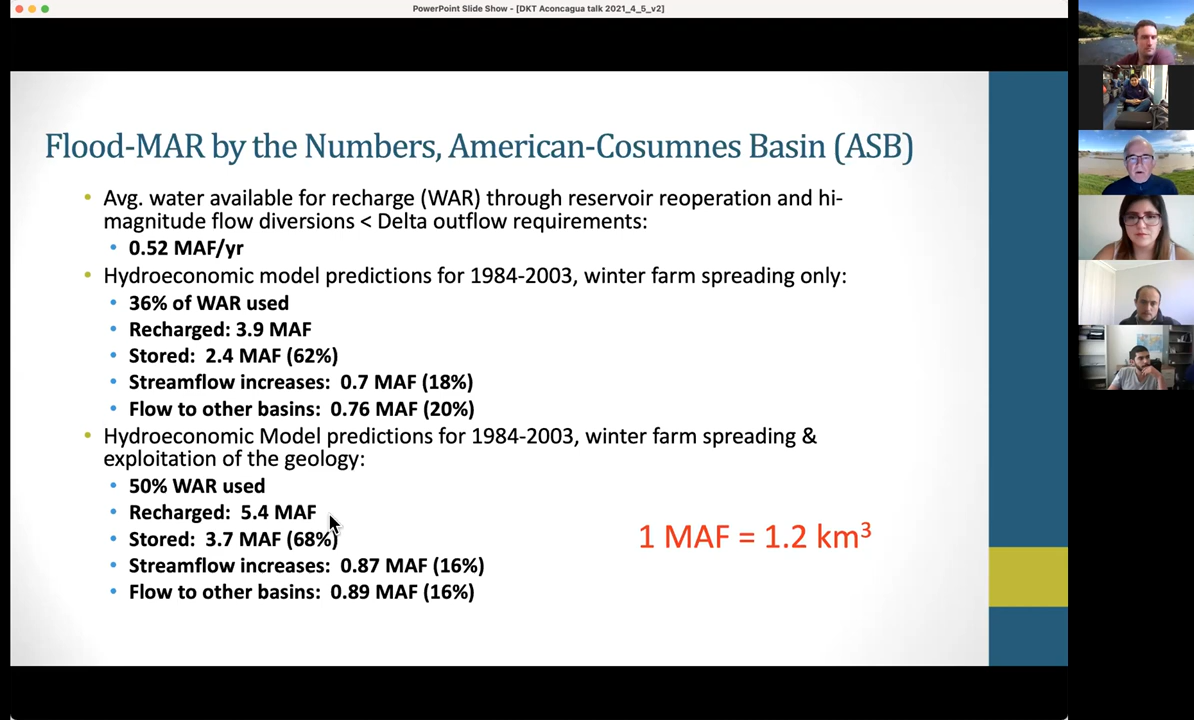 PowerPoint Slide Show - [DKT Aconcagua talk 2021_4_5_v2]
Flood-MAR by the Numbers, American-Cosumnes Basin (ASB)
• Avg. water available for recharge (WAR) through reservoir reoperation and hi-
magnitude flow diversions < Delta outflow requirements:
• 0.52 MAF/yr
• Hydroeconomic model predictions for 1984-2003, winter farm spreading only:
• 36% of WAR used
• Recharged: 3.9 MAF
• Stored: 2.4 MAF (62%)
• Streamflow increases: 0.7 MAF (18%)
• Flow to other basins: 0.76 MAF (20%)
• Hydroeconomic Model predictions for 1984-2003, winter farm spreading &
exploitation of the geology:
• 50% WAR used
• Recharged: 5.4 MAF
• Stored: 3.7 MAF (68%)
• Streamflow increases: 0.87 MAF (16%)
• Flow to other basins: 0.89 MAF (16%)
1 MAF = 1.2 km³